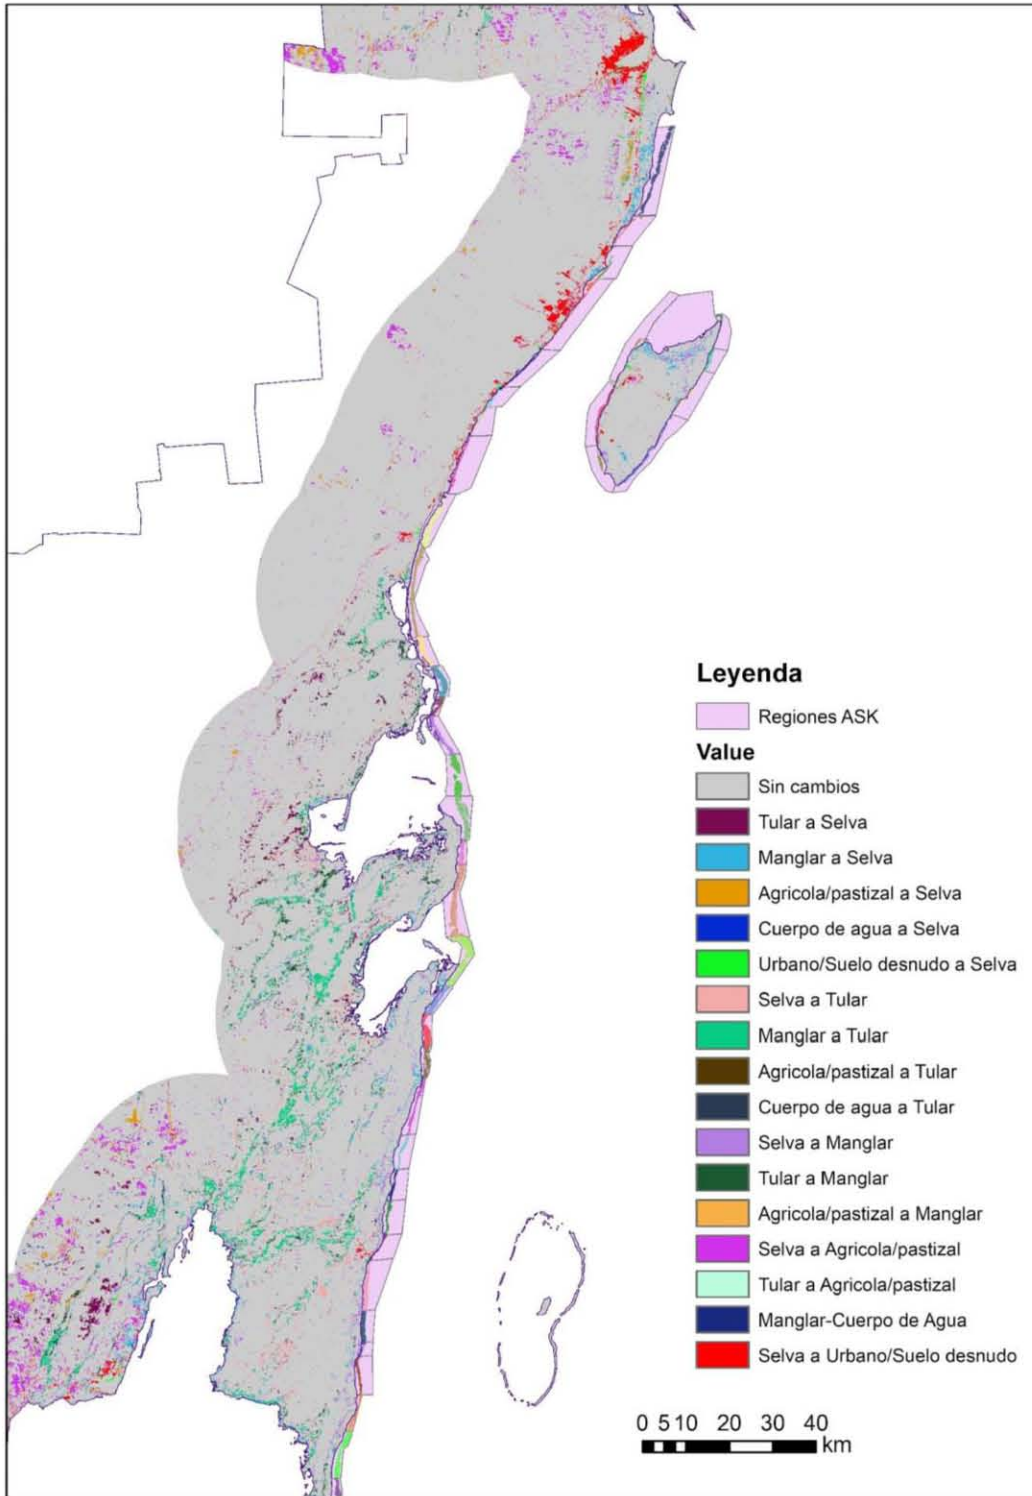 Leyenda
Regiones ASK
Value
Sin cambios
Tular a Selva
Manglar a Selva
Agricola/pastizal a Selva
Cuerpo de agua a Selva
Urbano/Suelo desnudo a Selva
Selva a Tular
Manglar a Tular
Agricola/pastizal a Tular
Cuerpo de agua a Tular
Selva a Manglar
Tular a Manglar
Agricola/pastizal a Manglar
Selva a Agricola/pastizal
Tular a Agricola/pastizal
Manglar-Cuerpo de Agua
Selva a Urbano/Suelo desnudo
0 5 10 20 30 40
km